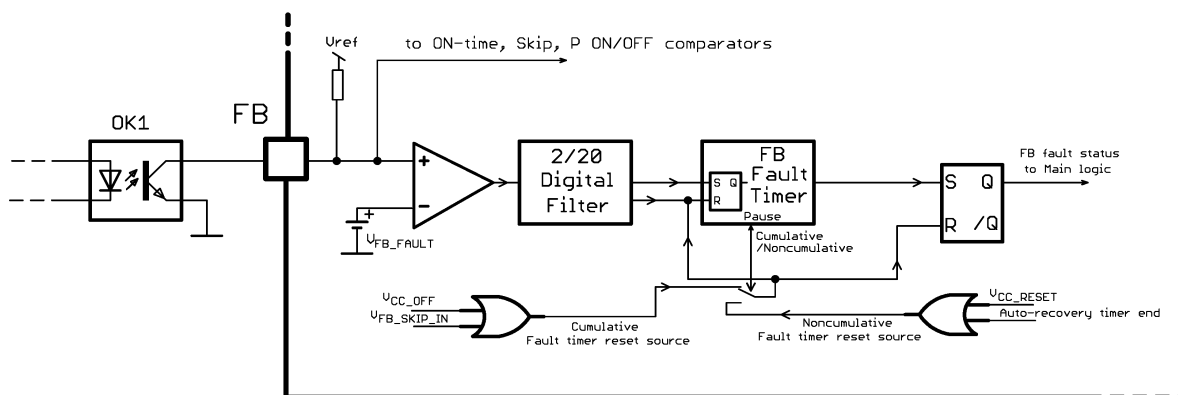 Vref
to ON-time, Skip, P ON/OFF comparators
FB
OK1
+
−
+
VFB_FAULT
2/20
Digital
Filter
FB
Fault
Timer
S Q
R
Pause
Cumulative
/Noncumulative
S Q
R /Q
FB fault status
to Main logic
VCC_OFF
VFB_SKIP_IN
Cumulative
Fault timer reset source
Noncumulative
Fault timer reset source
VCC_RESET
Auto-recovery timer end